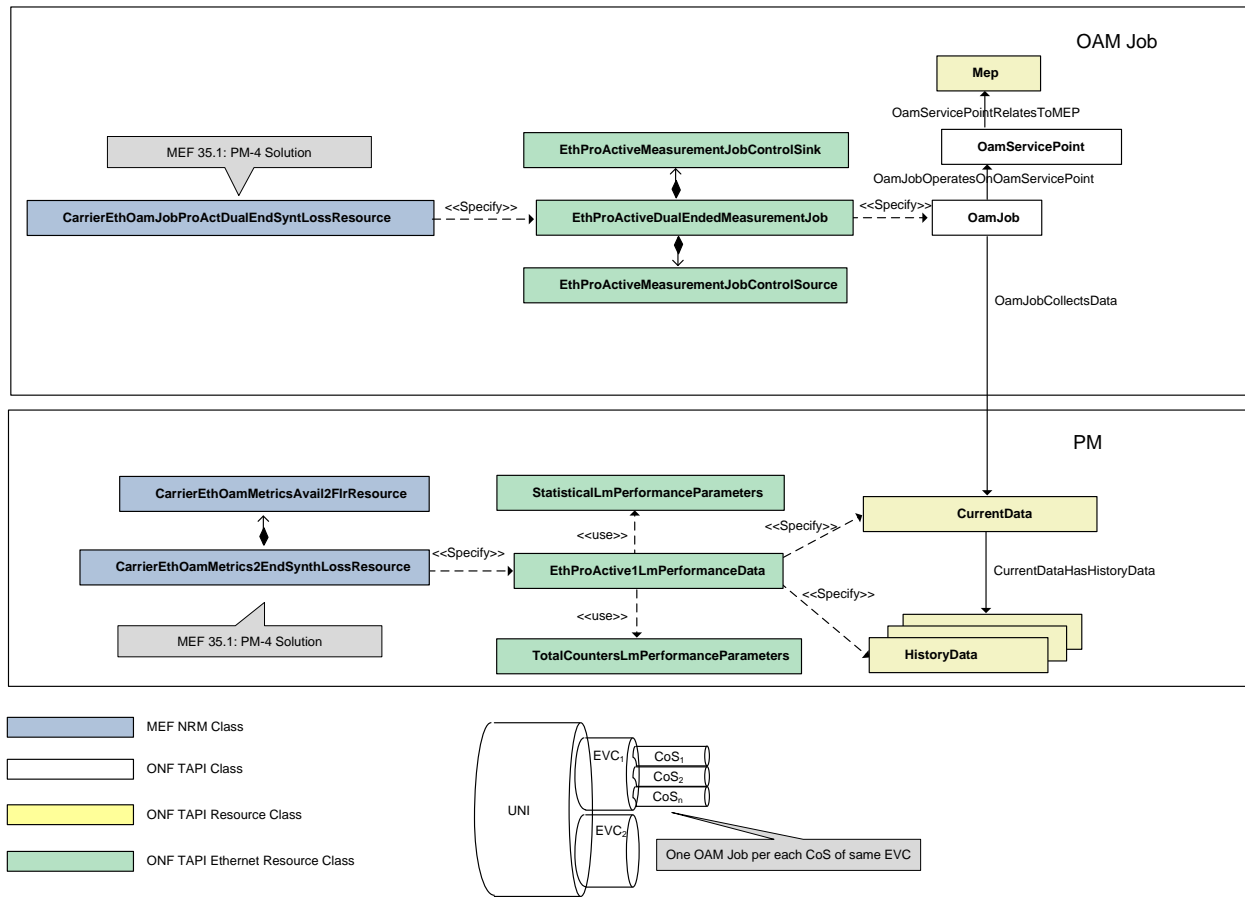 OAM Job
Mep
OamServicePointRelatesToMEP
MEF 35.1: PM-4 Solution
EthProActiveMeasurementJobControlSink
OamServicePoint
OamJobOperatesOnOamServicePoint
CarrierEthOamJobProActDualEndSyntLossResource
<<Specify>>
EthProActiveDualEndedMeasurementJob
<<Specify>>
OamJob
EthProActiveMeasurementJobControlSource
OamJobCollectsData
PM
CarrierEthOamMetricsAvail2FlrResource
StatisticalLmPerformanceParameters
CurrentData
<<use>>
<<Specify>>
CarrierEthOamMetrics2EndSynthLossResource
<<Specify>>
EthProActive1LmPerformanceData
CurrentDataHasHistoryData
<<Specify>>
<<use>>
MEF 35.1: PM-4 Solution
TotalCountersLmPerformanceParameters
HistoryData
MEF NRM Class
ONF TAPI Class
ONF TAPI Resource Class
ONF TAPI Ethernet Resource Class
UNI
EVC1
CoS1
CoS2
CoSn
EVC2
One OAM Job per each CoS of same EVC